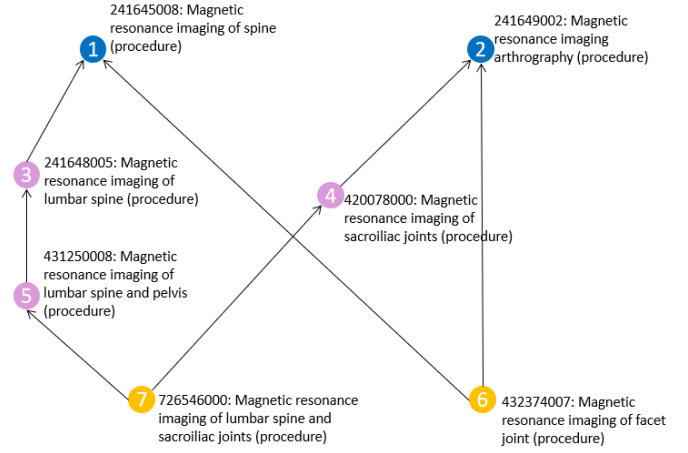 241645008: Magnetic
resonance imaging of spine
(procedure)
1
241649002: Magnetic
resonance imaging
arthrography (procedure)
2
3
241648005: Magnetic
resonance imaging of
lumbar spine (procedure)
4
420078000: Magnetic
resonance imaging of
sacroiliac joints (procedure)
5
431250008: Magnetic
resonance imaging of
lumbar spine and pelvis
(procedure)
7
726546000: Magnetic resonance
imaging of lumbar spine and
sacroiliac joints (procedure)
6
432374007: Magnetic
resonance imaging of facet
joint (procedure)